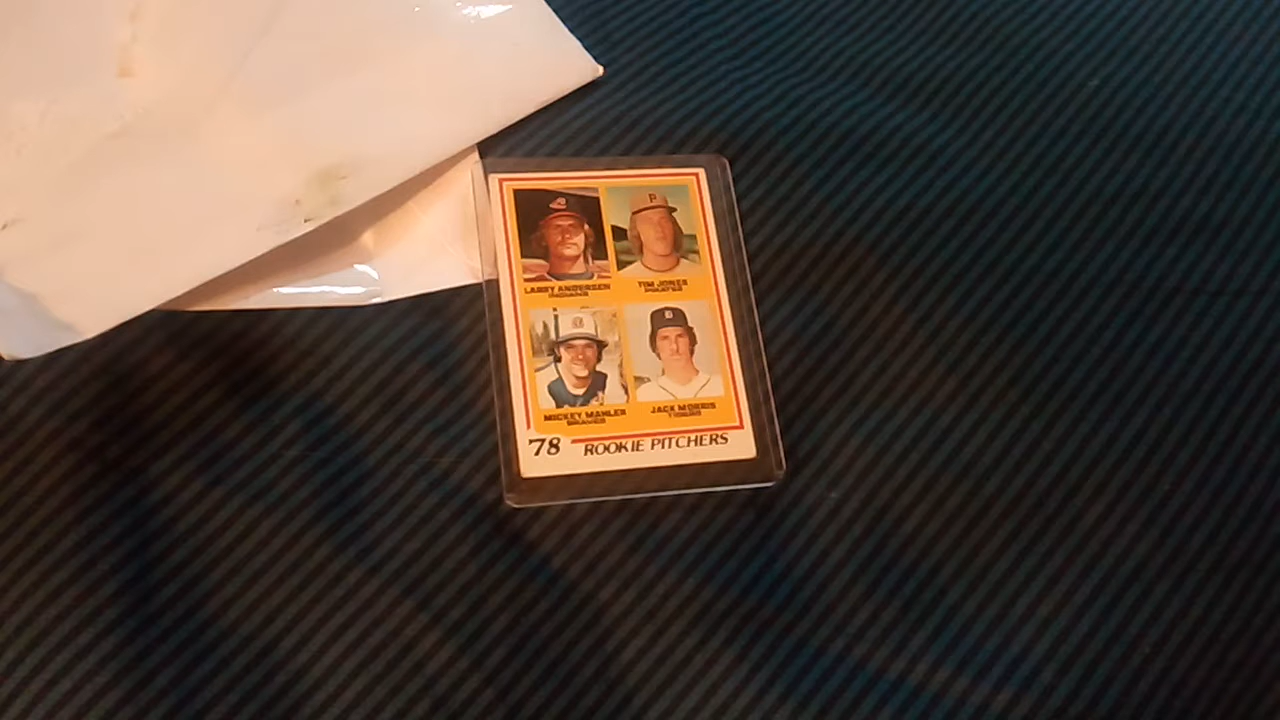 LARRY ANDERSEN
INDIANS
TIM JONES
PIRATES
MICKEY MAHLER
BRAVES
JACK MORRIS
TIGERS
'78 ROOKIE PITCHERS